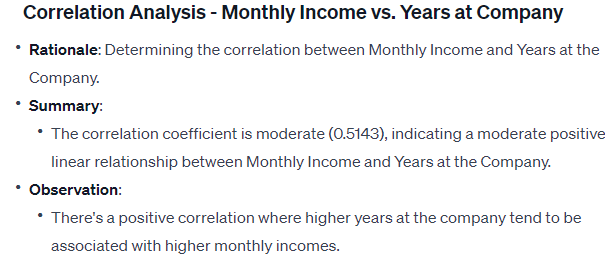 Correlation Analysis - Monthly Income vs. Years at Company
• Rationale: Determining the correlation between Monthly Income and Years at the
Company.
• Summary:
• The correlation coefficient is moderate (0.5143), indicating a moderate positive
linear relationship between Monthly Income and Years at the Company.
• Observation:
• There's a positive correlation where higher years at the company tend to be
associated with higher monthly incomes.